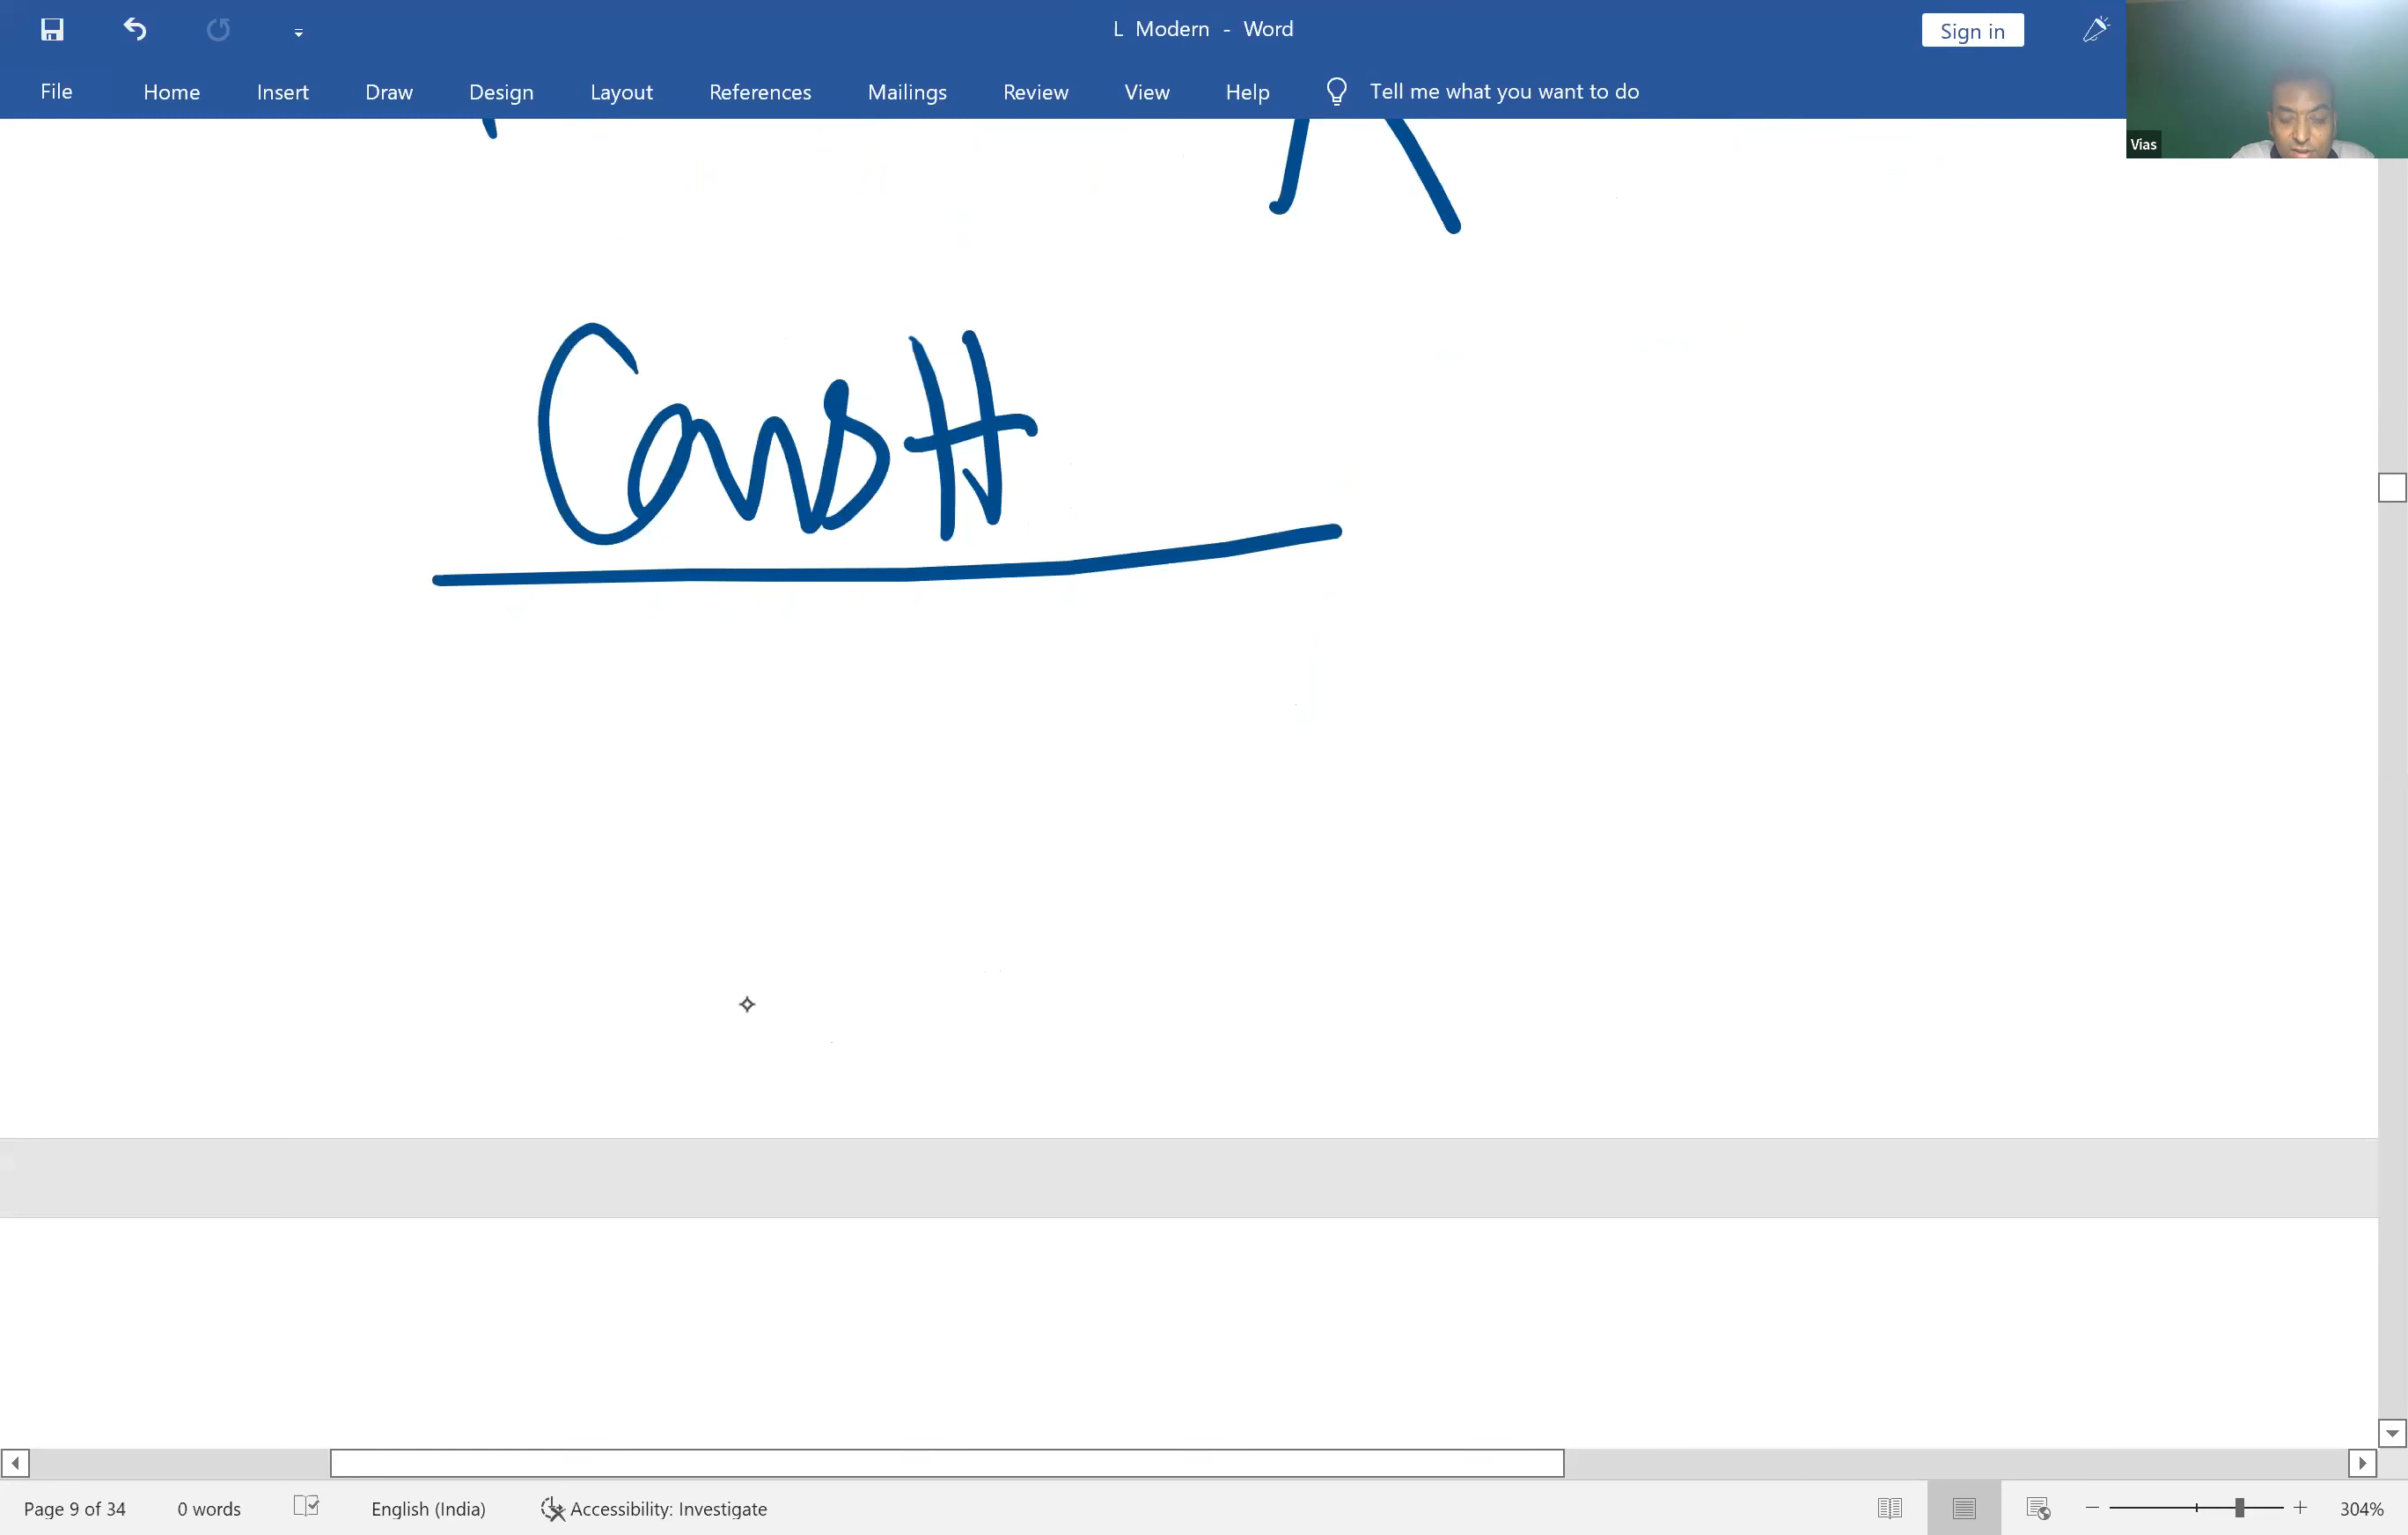 L Modern - Word
Sign in
File Home Insert Draw Design Layout References Mailings Review View Help Tell me what you want to do
Vias
ConstH
Page 9 of 34 0 words English (India) Accessibility: Investigate 304%